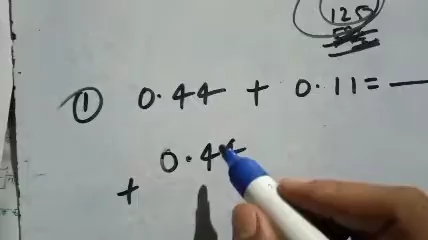 125
① 0.44 + 0.11 = —
0.44
+